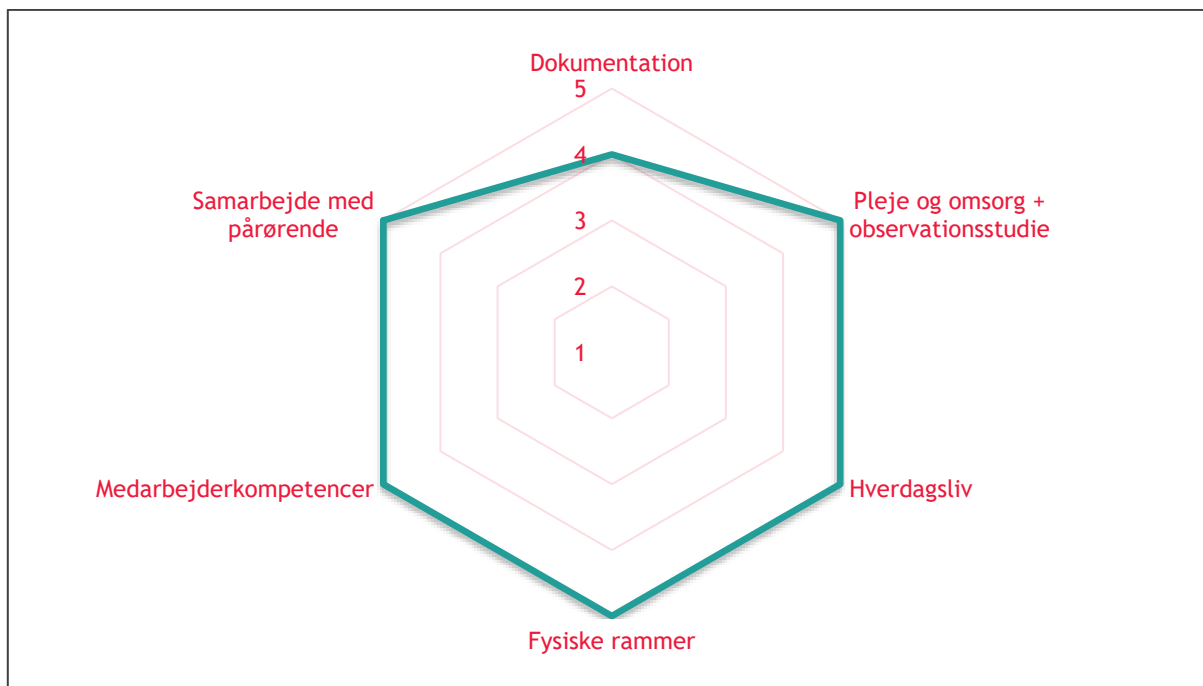 Dokumentation
5
4
Samarbejde med
pårørende
Pleje og omsorg +
observationsstudie
3
2
1
Medarbejderkompetencer
Hverdagsliv
Fysiske rammer